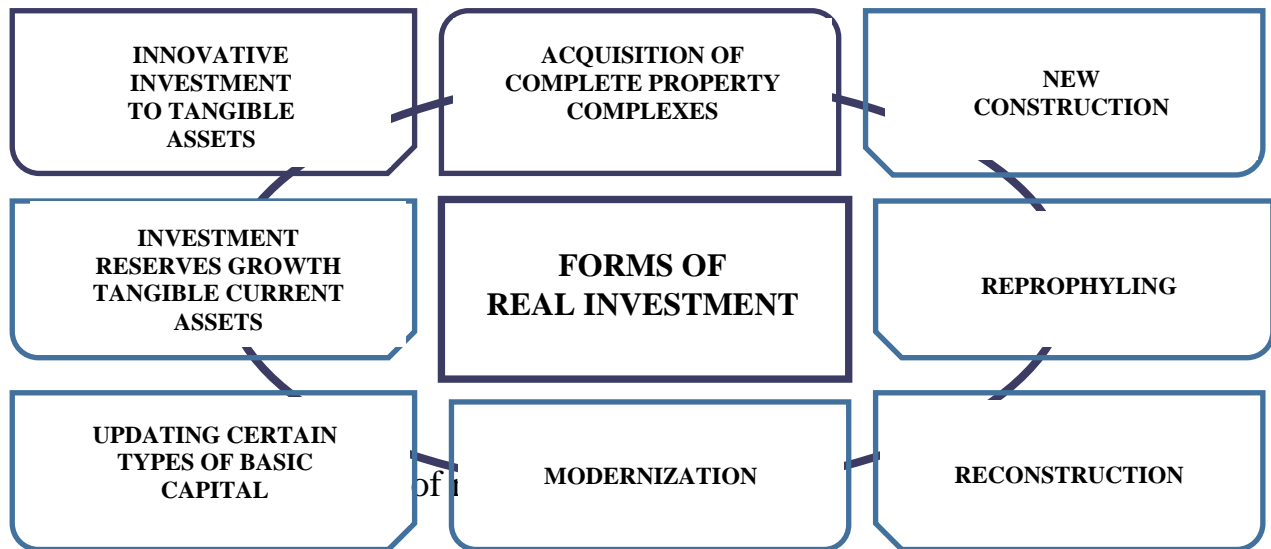 INNOVATIVE
INVESTMENT
TO TANGIBLE
ASSETS
ACQUISITION OF
COMPLETE PROPERTY
COMPLEXES
NEW
CONSTRUCTION
INVESTMENT
RESERVES GROWTH
TANGIBLE CURRENT
ASSETS
FORMS OF
REAL INVESTMENT
REPROPHYLING
UPDATING CERTAIN
TYPES OF BASIC
CAPITAL
of
MODERNIZATION
RECONSTRUCTION